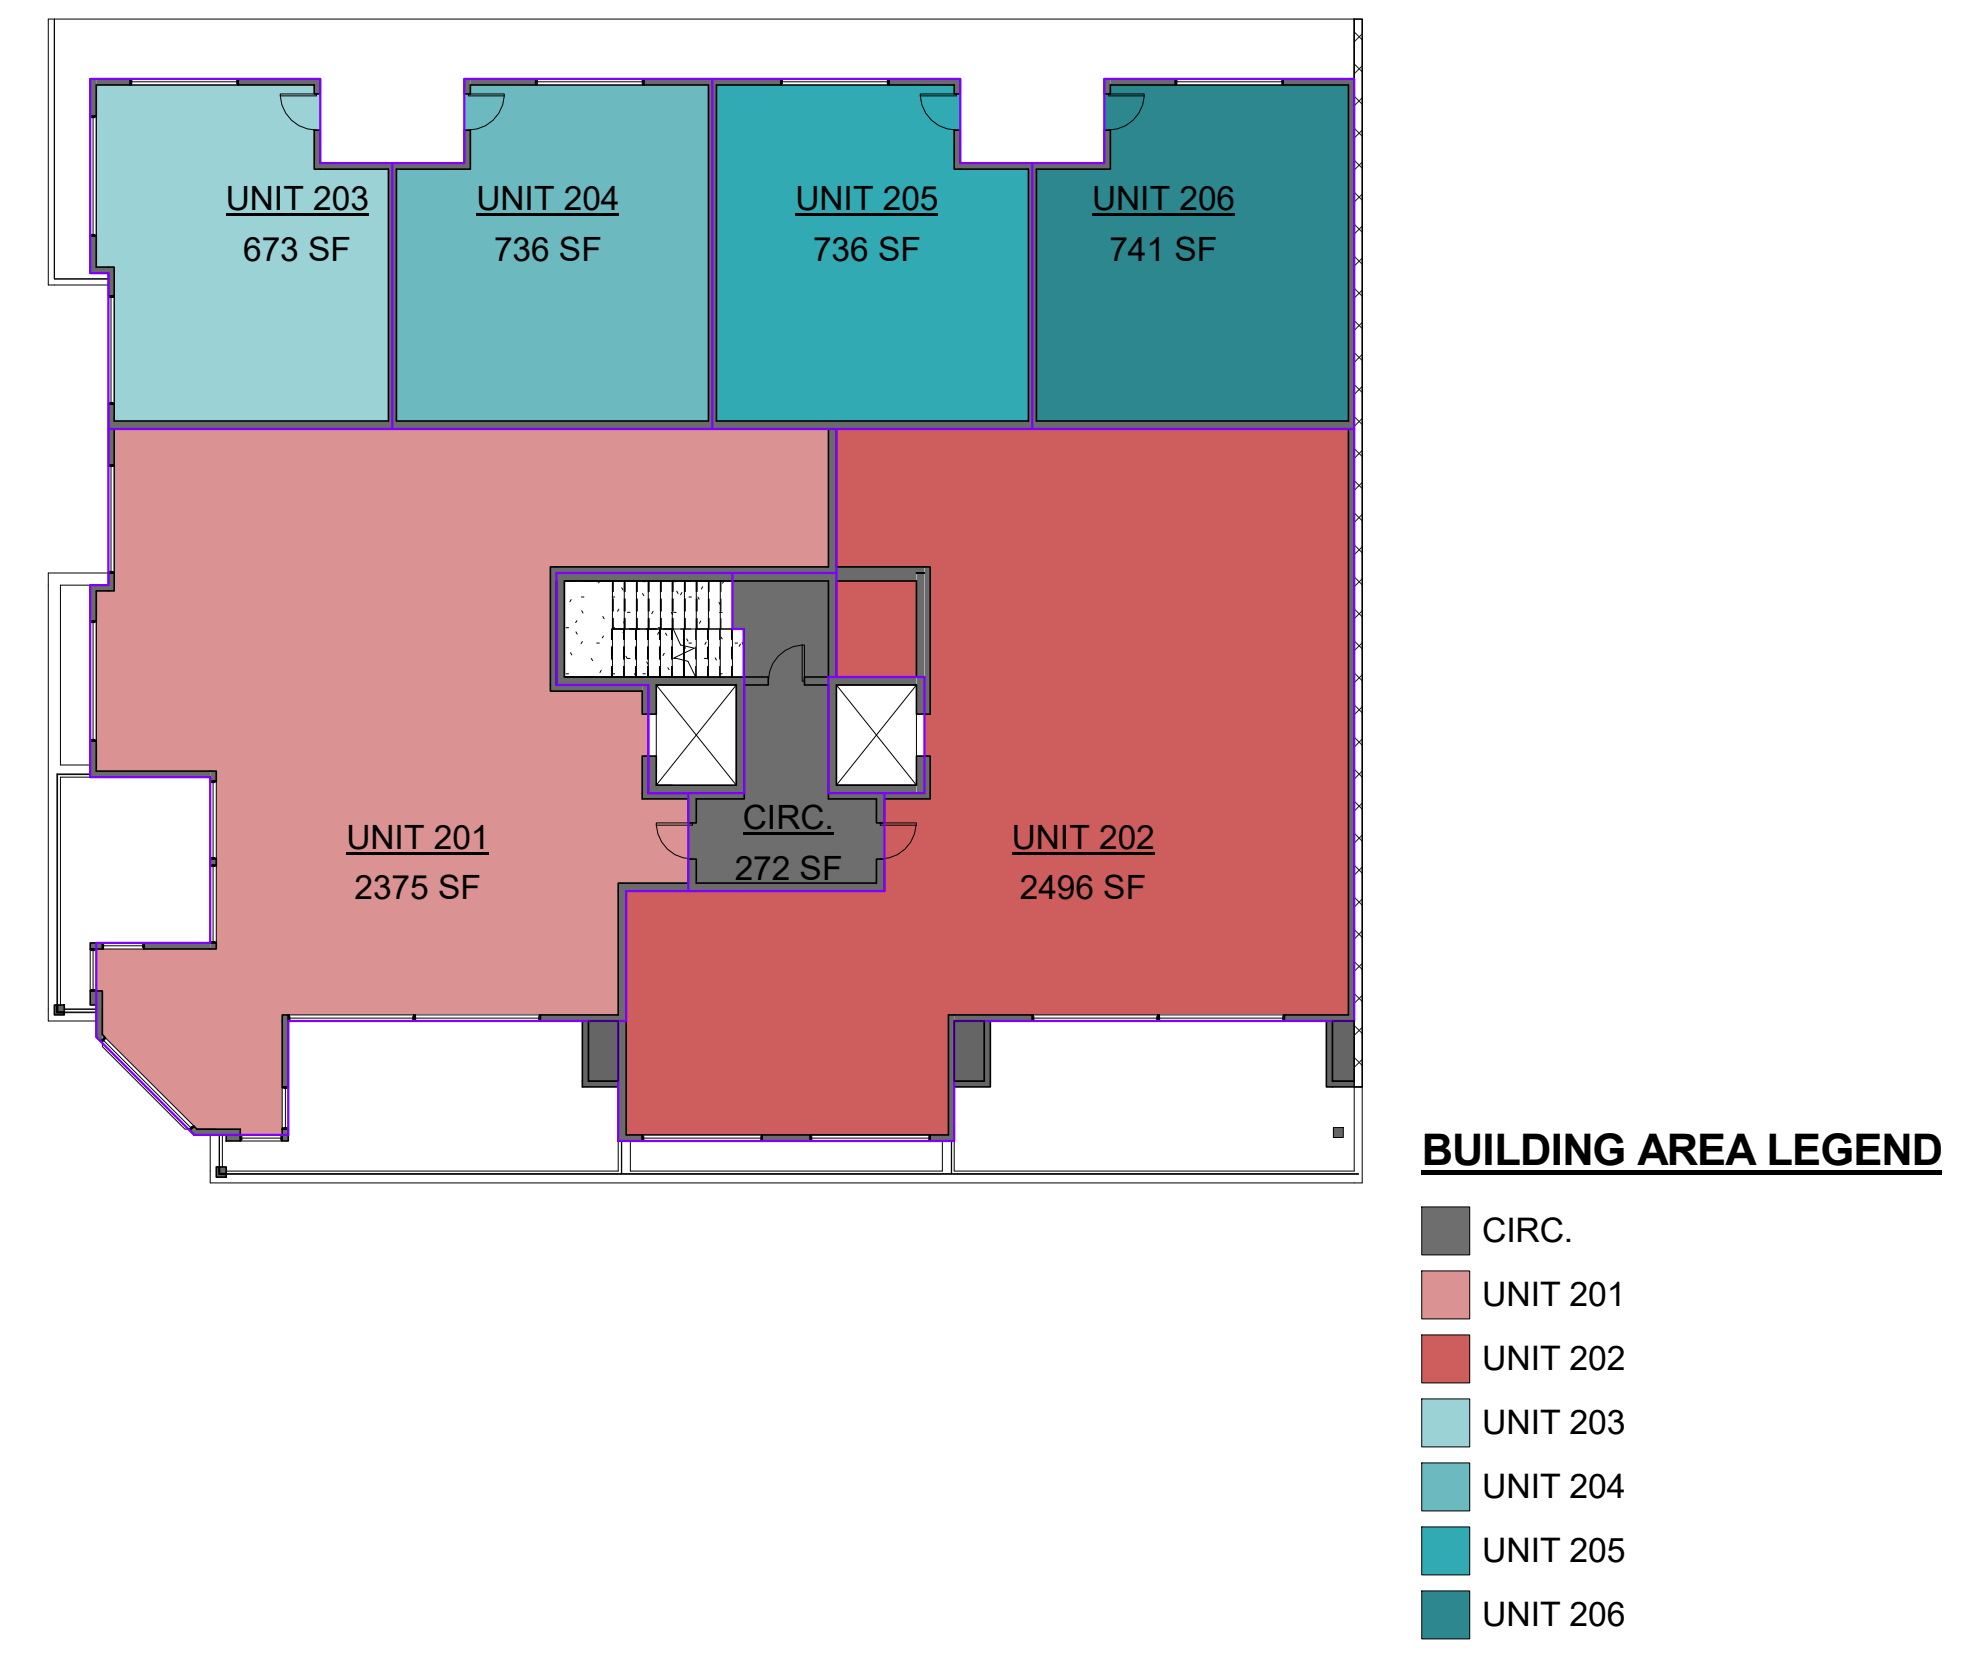 UNIT 203
673 SF
UNIT 204
736 SF
UNIT 205
736 SF
UNIT 206
741 SF
UNIT 201
2375 SF
CIRC.
272 SF
UNIT 202
2496 SF
BUILDING AREA LEGEND
CIRC.
UNIT 201
UNIT 202
UNIT 203
UNIT 204
UNIT 205
UNIT 206